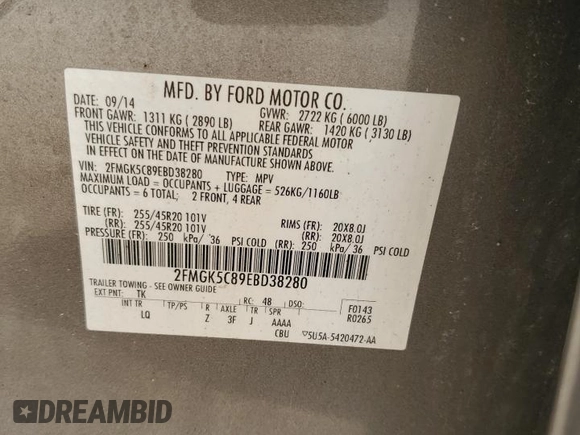 MFD. BY FORD MOTOR CO.
DATE: 09/14 GVWR: 2722 KG ( 6000 LB)
FRONT GAWR: 1311 KG ( 2890 LB) REAR GAWR: 1420 KG ( 3130 LB)
THIS VEHICLE CONFORMS TO ALL APPLICABLE FEDERAL MOTOR
VEHICLE SAFETY AND THEFT PREVENTION STANDARDS
IN EFFECT ON THE DATE OF MANUFACTURE SHOWN ABOVE.
VIN: 2FMGK5C89EBD38280 TYPE: MPV
MAXIMUM LOAD = OCCUPANTS + LUGGAGE = 526KG/1160LB
OCCUPANTS = 6 TOTAL; 2 FRONT, 4 REAR
TIRE (FR): 255/45R20 101V RIMS (FR): 20X8.0J
(RR): 255/45R20 101V (RR): 20X8.0J
PRESSURE (FR): 250 kPa/ 36 PSI COLD (RR): 250 kPa/ 36 PSI COLD
2FMGK5C89EBD38280
TRAILER TOWING - SEE OWNER GUIDE
EXT PNT: TK RC: 48 DSO: F0143
R0265
INT TR TP/PS R AXLE TR SPR
LQ Z 3F J AAAA
CBU 5U5A-5420472-AA
DREAMBID